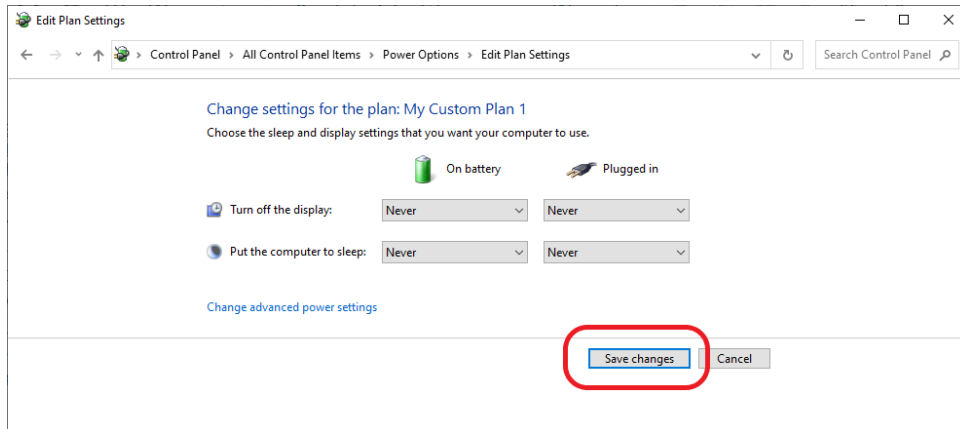 Edit Plan Settings
Control Panel > All Control Panel Items > Power Options > Edit Plan Settings
Search Control Panel
Change settings for the plan: My Custom Plan 1
Choose the sleep and display settings that you want your computer to use.
On battery Plugged in
Turn off the display: Never Never
Put the computer to sleep: Never Never
Change advanced power settings
Save changes Cancel